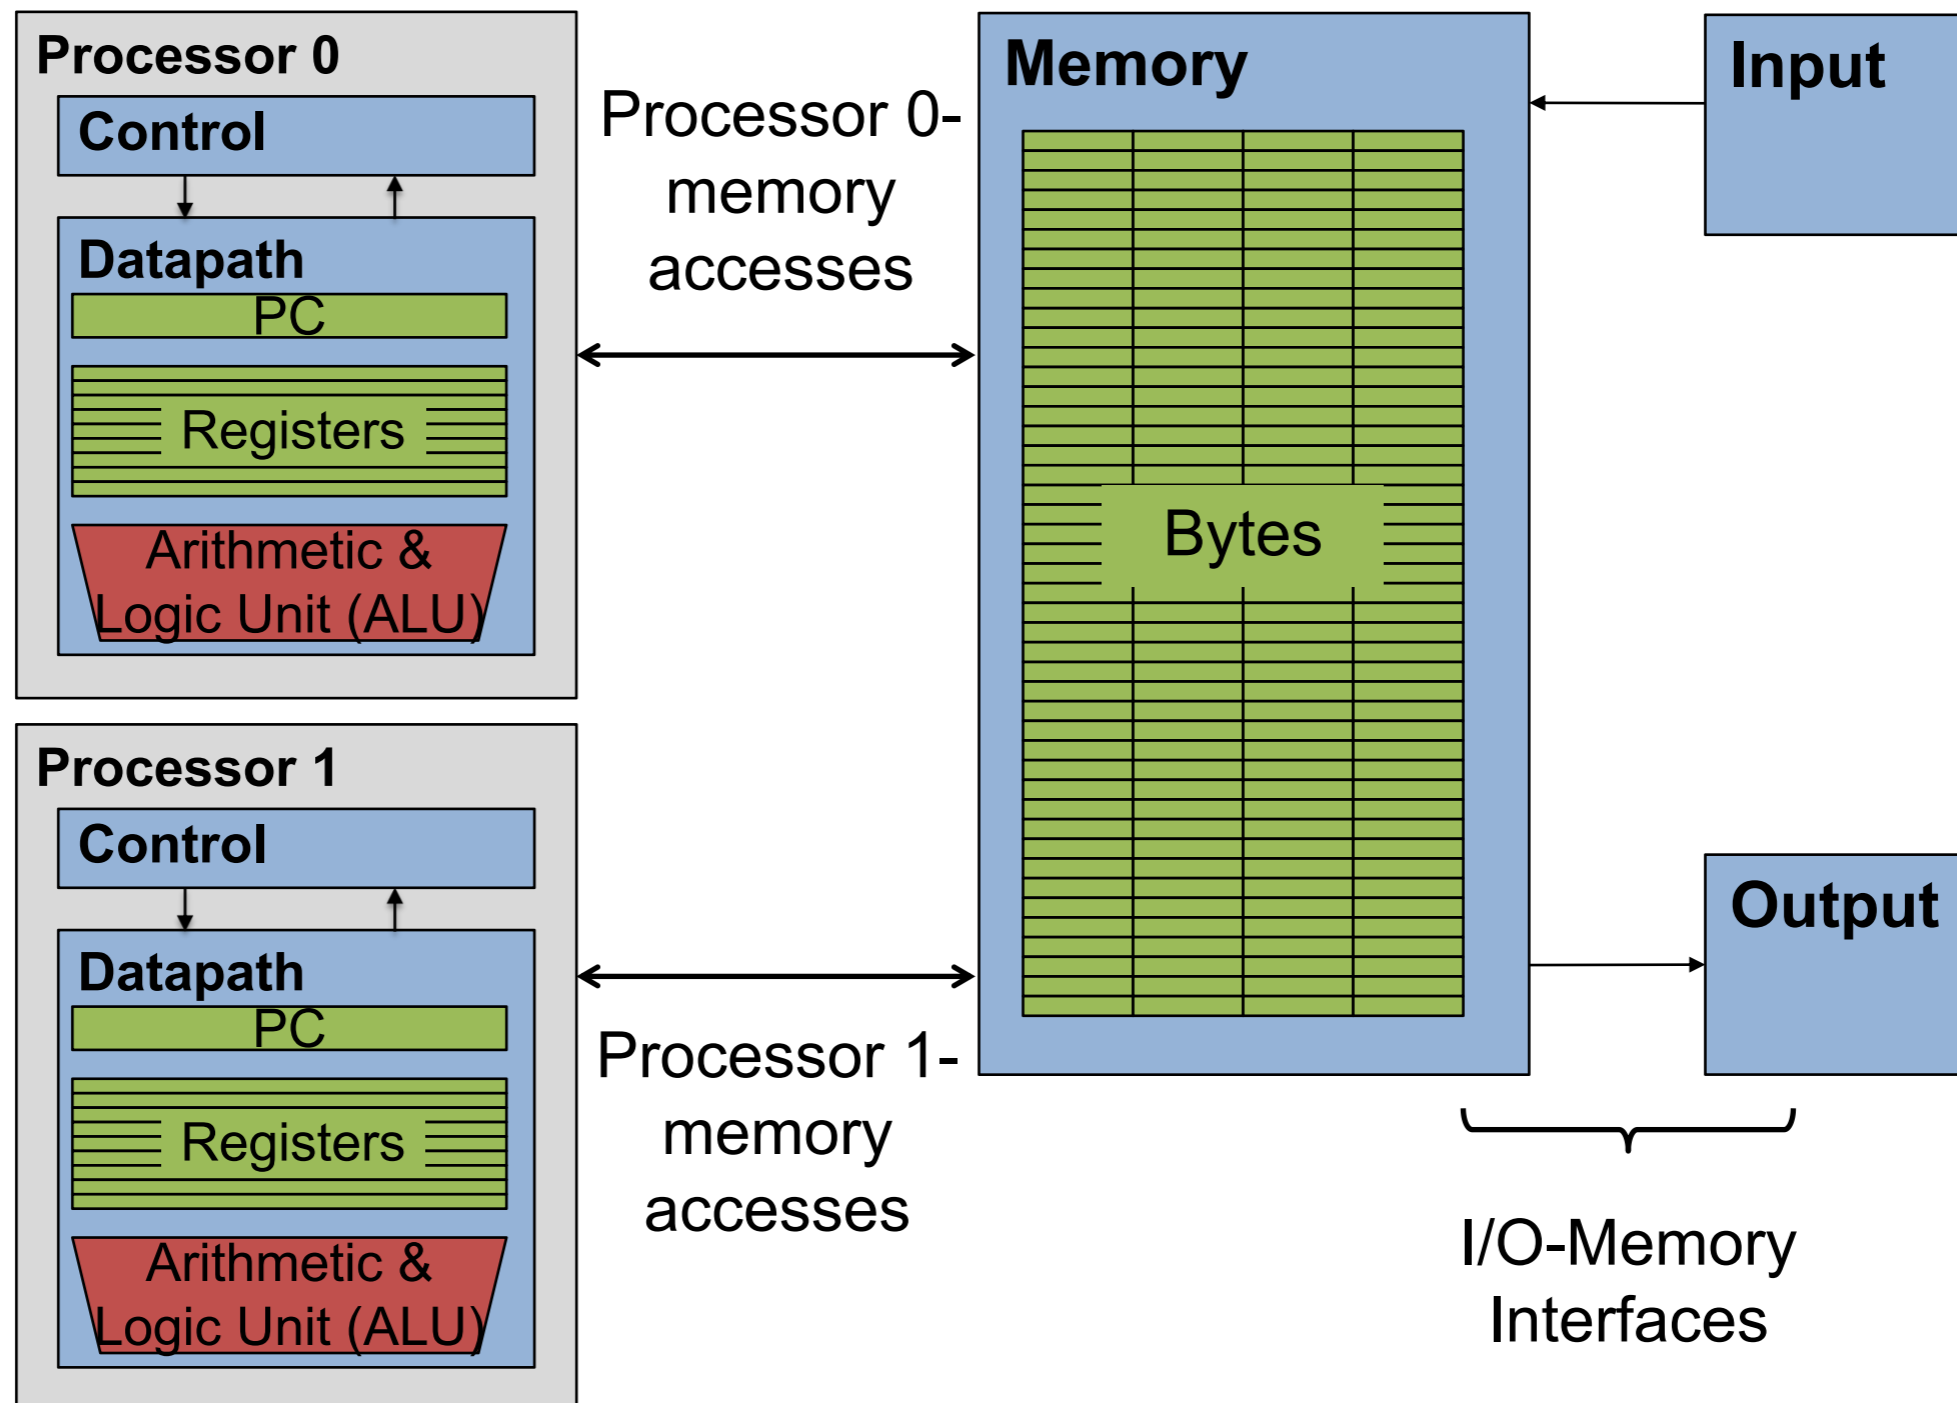 Processor 0
Control
Datapath
PC
Registers
Arithmetic &
Logic Unit (ALU)
Processor 0-
memory
accesses
Memory
Bytes
Input
Processor 1
Control
Datapath
PC
Registers
Arithmetic &
Logic Unit (ALU)
Processor 1-
memory
accesses
Output
I/O-Memory
Interfaces